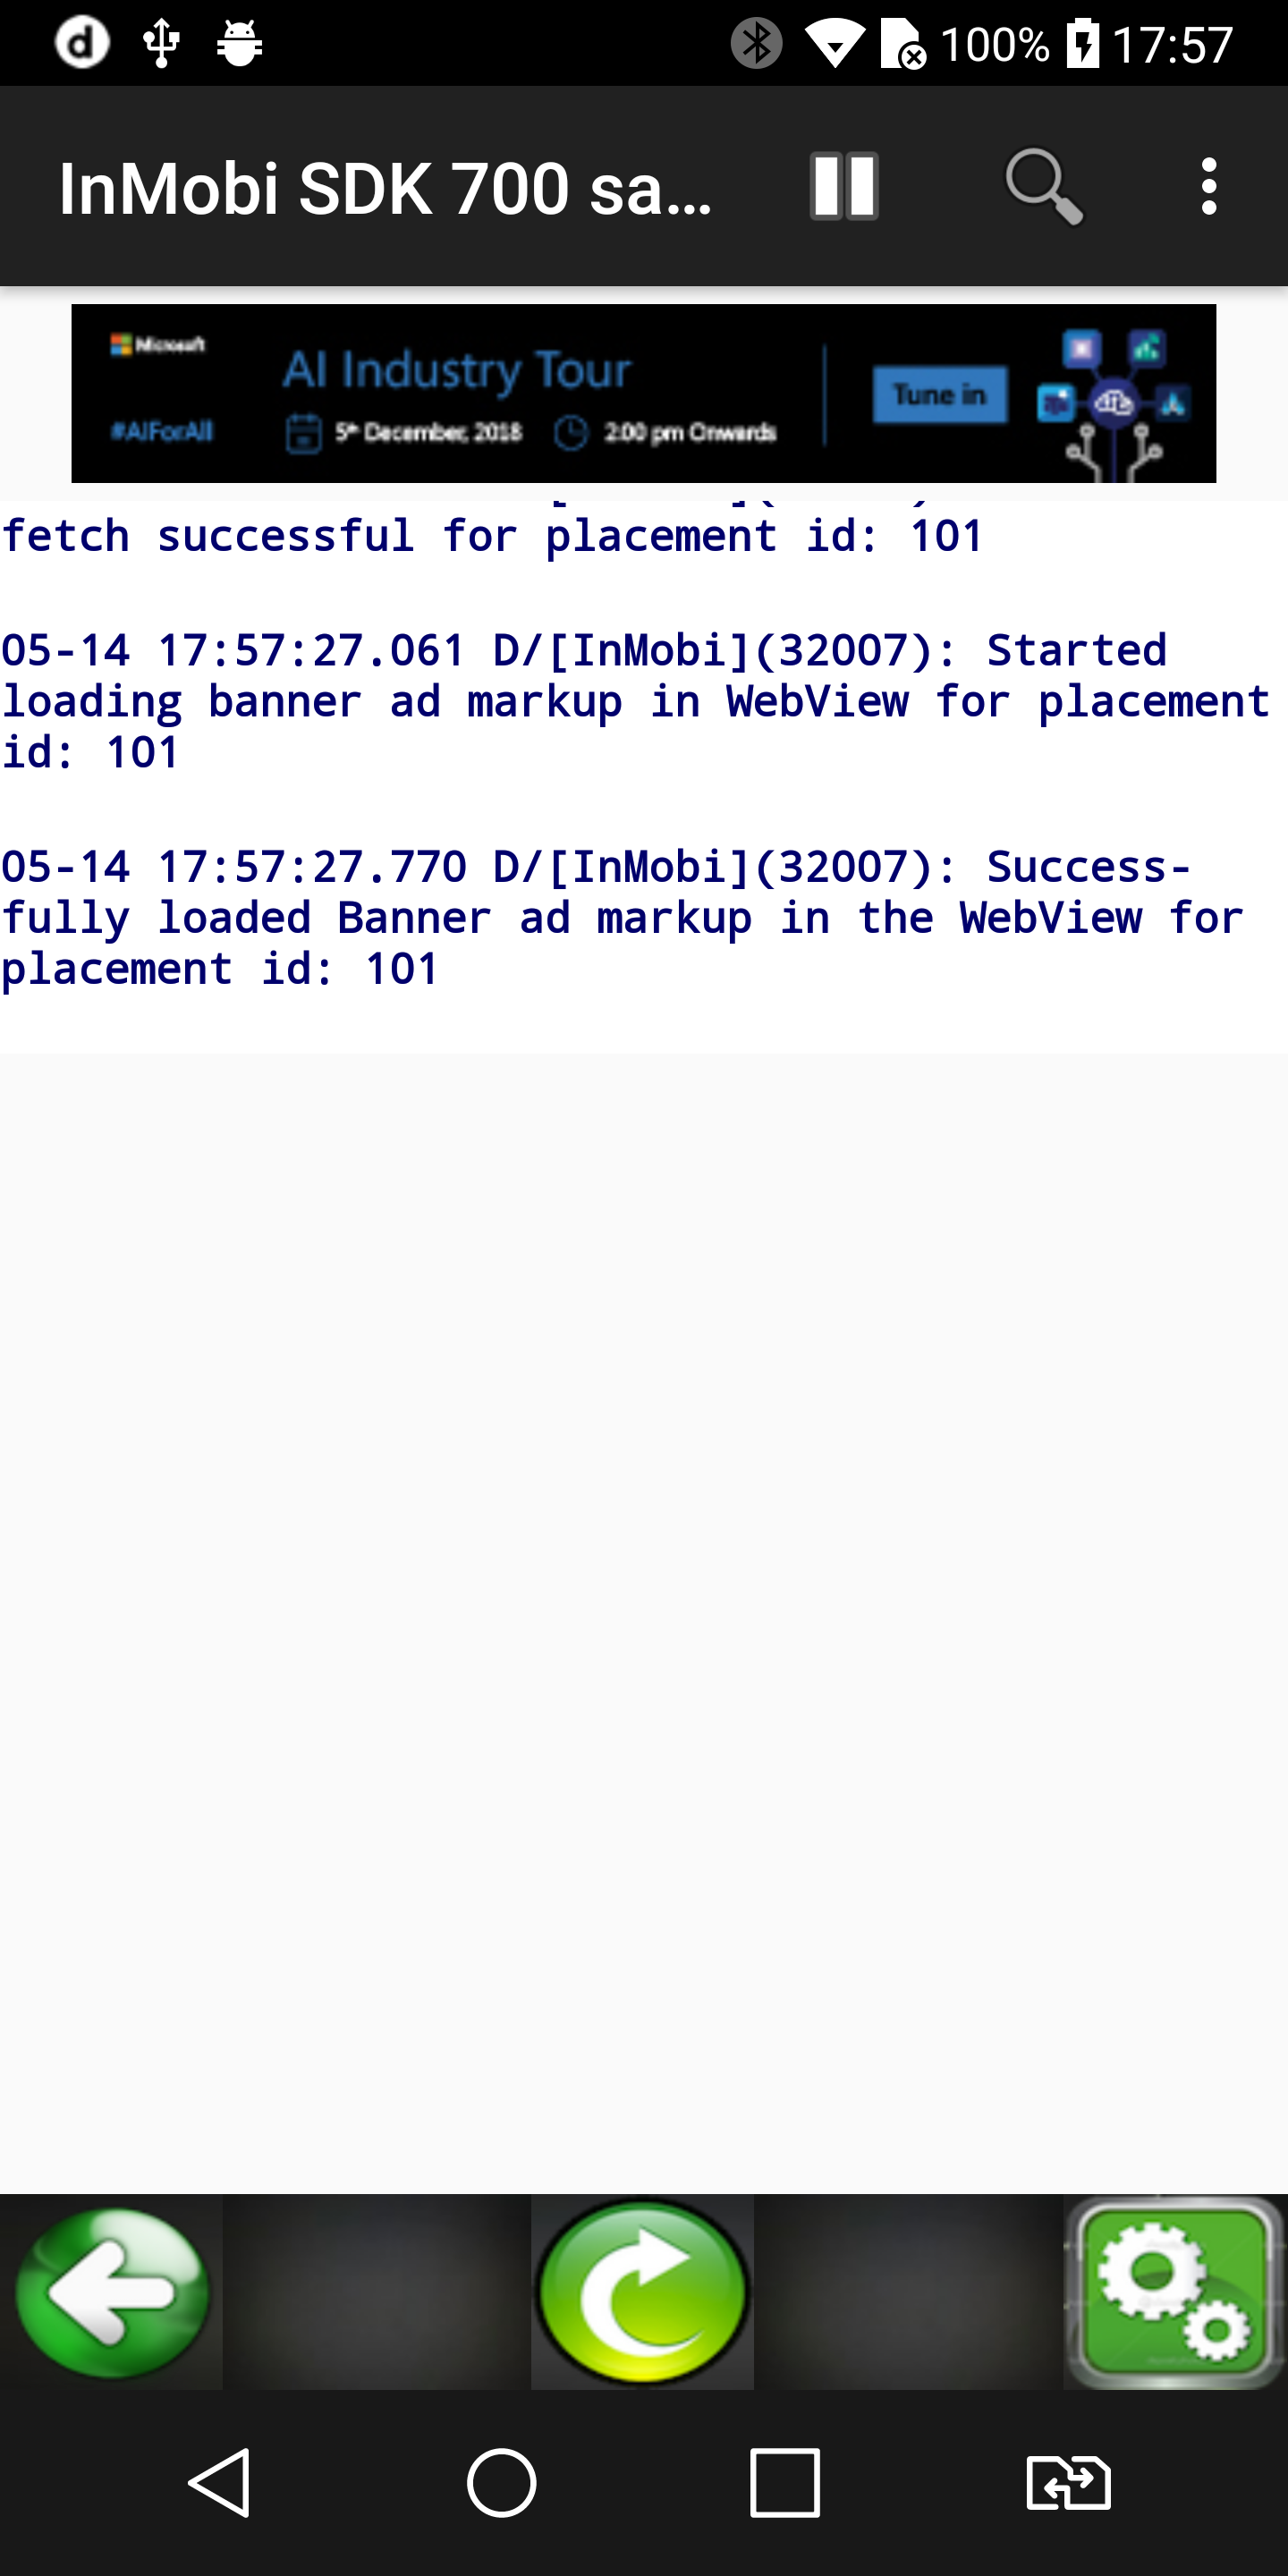 d
100% 17:57
InMobi SDK 700 sa...
Microsoft
AI Industry Tour
Tune in
#AIForAll
5th December, 2018
2:00 pm Onwards
fetch successful for placement id: 101
05-14 17:57:27.061 D/[InMobi](32007): Started
loading banner ad markup in WebView for placement
id: 101
05-14 17:57:27.770 D/[InMobi](32007): Success-
fully loaded Banner ad markup in the WebView for
placement id: 101